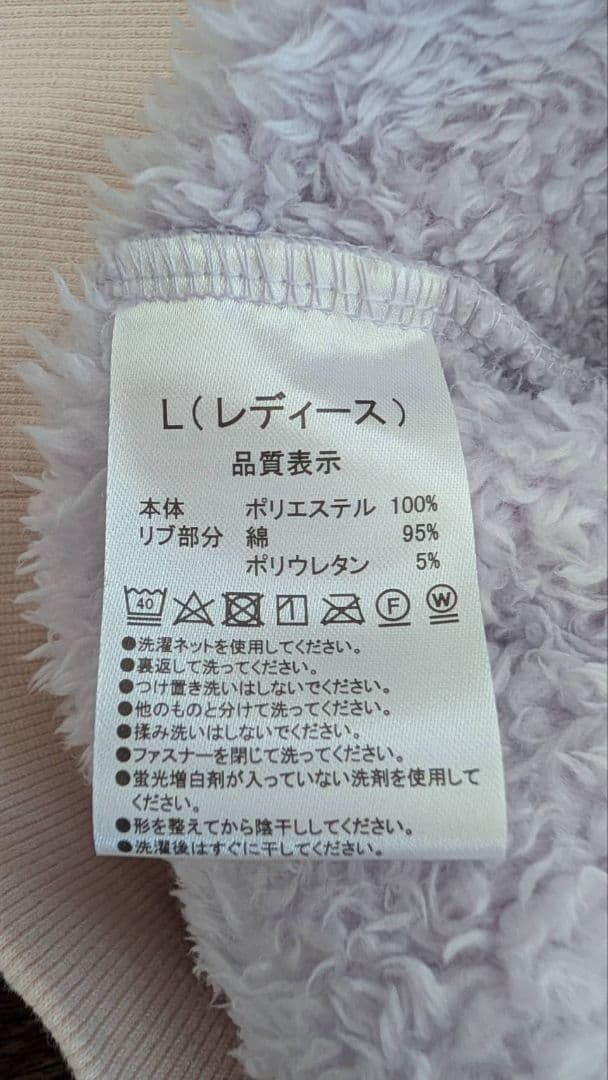 L(レディース)
品質表示
本体 ポリエステル 100%
リブ部分 綿 95%
ポリウレタン 5%
40 F W
●洗濯ネットを使用してください。
●裏返して洗ってください。
●つけ置き洗いはしないでください。
●他のものと分けて洗ってください。
●揉み洗いはしないでください。
●ファスナーを閉じて洗ってください。
●蛍光増白剤が入っていない洗剤を使用して
ください。
●形を整えてから陰干ししてください。
●洗濯後はすぐに干してください。